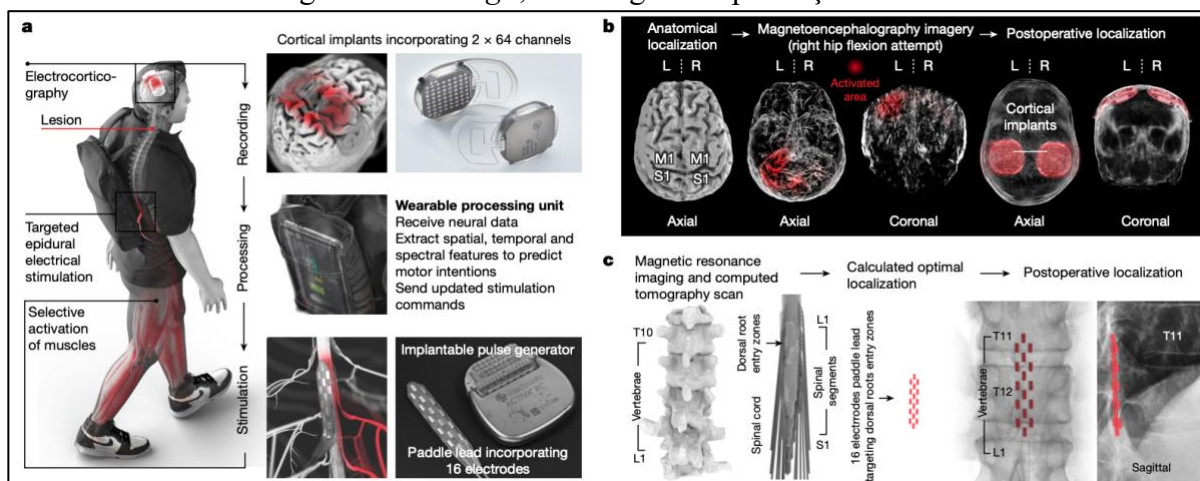 a
Cortical implants incorporating 2 × 64 channels
Electrocortico-
graphy
Lesion
Recording
Targeted
epidural
electrical
stimulation
Processing
Wearable processing unit
Receive neural data
Extract spatial, temporal and
spectral features to predict
motor intentions
Send updated stimulation
commands
Selective
activation
of muscles
Stimulation
Implantable pulse generator
Paddle lead incorporating
16 electrodes
b
Anatomical
localization
Magnetoencephalography imagery
(right hip flexion attempt)
Postoperative localization
L R
L R
L R
L R
L R
Activated
area
M1 M1
S1 S1
Cortical
implants
Axial
Axial
Coronal
Axial
Coronal
c
Magnetic resonance
imaging and computed
tomography scan
Calculated optimal
localization
Postoperative localization
T10
Vertebrae
L1
Dorsal root
entry zones
Spinal cord
L1
Spinal
segments
S1
16 electrrodes paddle lead
targeting dorsal roots entry zones
T11
Vertebrae
T12
L1
T11
Sagittal